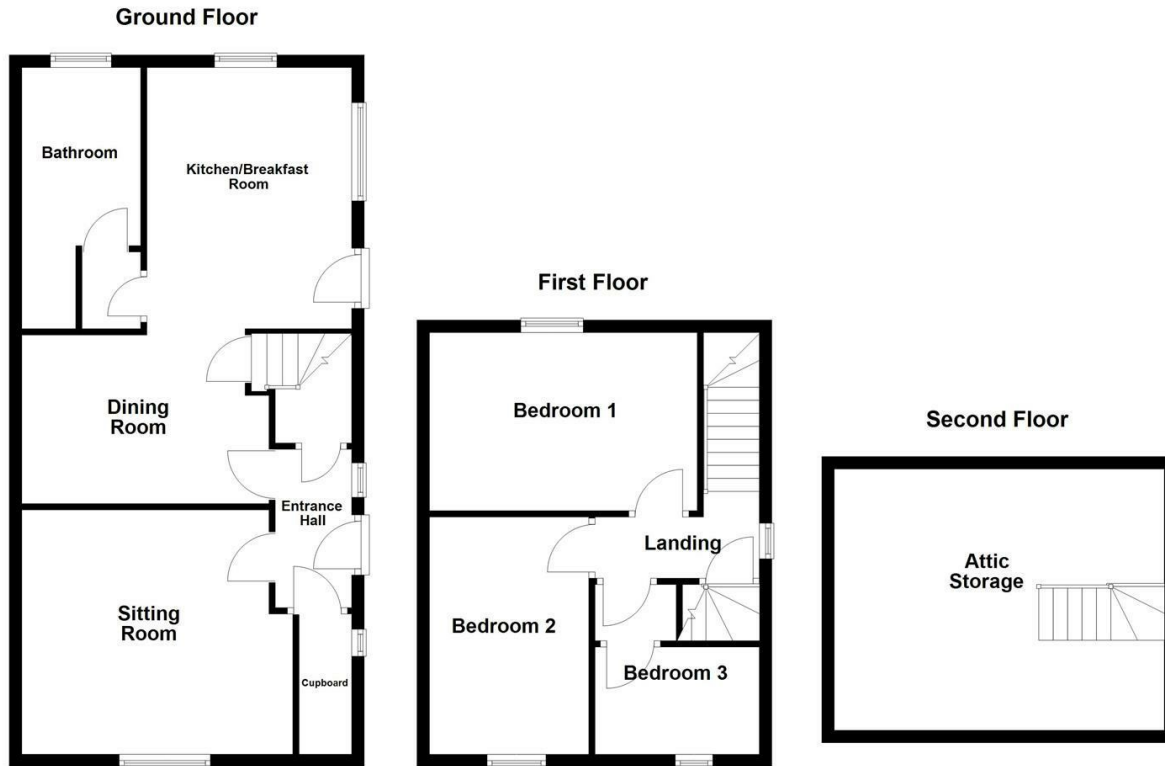 Ground Floor
Bathroom
Kitchen/Breakfast
Room
Dining
Room
Entrance
Hall
Sitting
Room
Cupboard
First Floor
Bedroom 1
Landing
Bedroom 2
Bedroom 3
Second Floor
Attic
Storage